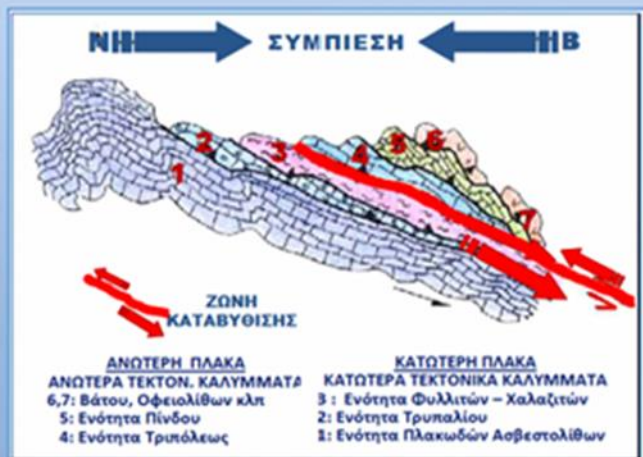 ΝΗ ΣΥΜΠΙΕΣΗ ΗΒ
1
2
3
4
5
6
7
ΖΩΝΗ
ΚΑΤΑΒΥΘΙΣΗΣ
ΑΝΩΤΕΡΗ ΠΛΑΚΑ
ΑΝΩΤΕΡΑ ΤΕΚΤΟΝ. ΚΑΛΥΜΜΑΤΑ
6,7: Βάτου, Οφειολίθων κλπ
5: Ενότητα Πίνδου
4: Ενότητα Τριπόλεως
ΚΑΤΩΤΕΡΗ ΠΛΑΚΑ
ΚΑΤΩΤΕΡΑ ΤΕΚΤΟΝΙΚΑ ΚΑΛΥΜΜΑΤΑ
3 : Ενότητα Φυλλιτών – Χαλαζιτών
2: Ενότητα Τρυπαλίου
1: Ενότητα Πλακωδών Ασβεστολίθων